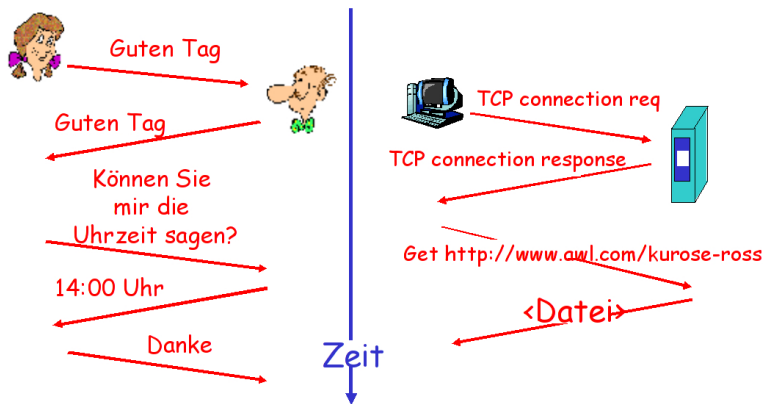 Guten Tag
Guten Tag
Können Sie
mir die
Uhrzeit sagen?
14:00 Uhr
Danke
Zeit
TCP connection req
TCP connection response
Get http://www.awl.com/kurose-ross
<Datei>